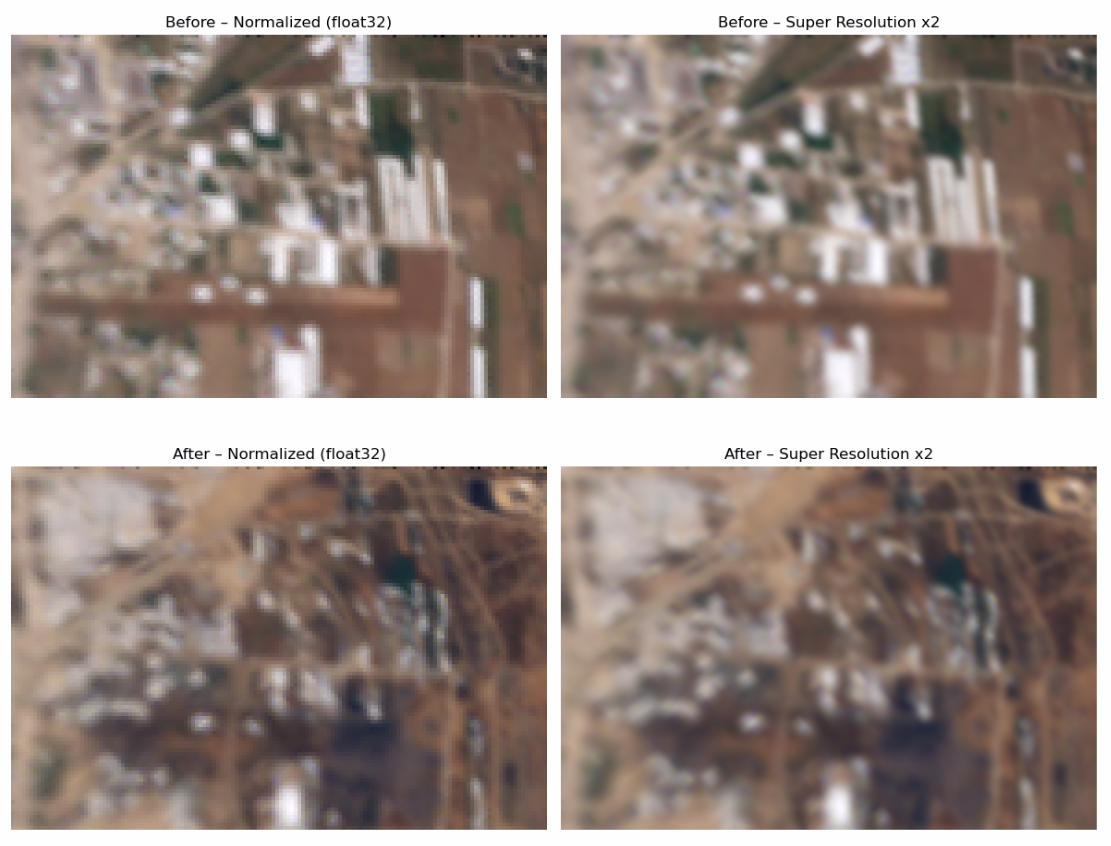 Before – Normalized (float32)
Before – Super Resolution x2
After – Normalized (float32)
After – Super Resolution x2